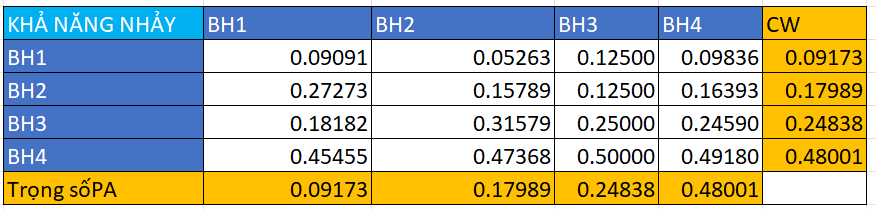 KHẢ NĂNG NHẢY BH1 BH2 BH3 BH4 CW
BH1 0.09091 0.05263 0.12500 0.09836 0.09173
BH2 0.27273 0.15789 0.12500 0.16393 0.17989
BH3 0.18182 0.31579 0.25000 0.24590 0.24838
BH4 0.45455 0.47368 0.50000 0.49180 0.48001
Trọng sốPA 0.09173 0.17989 0.24838 0.48001